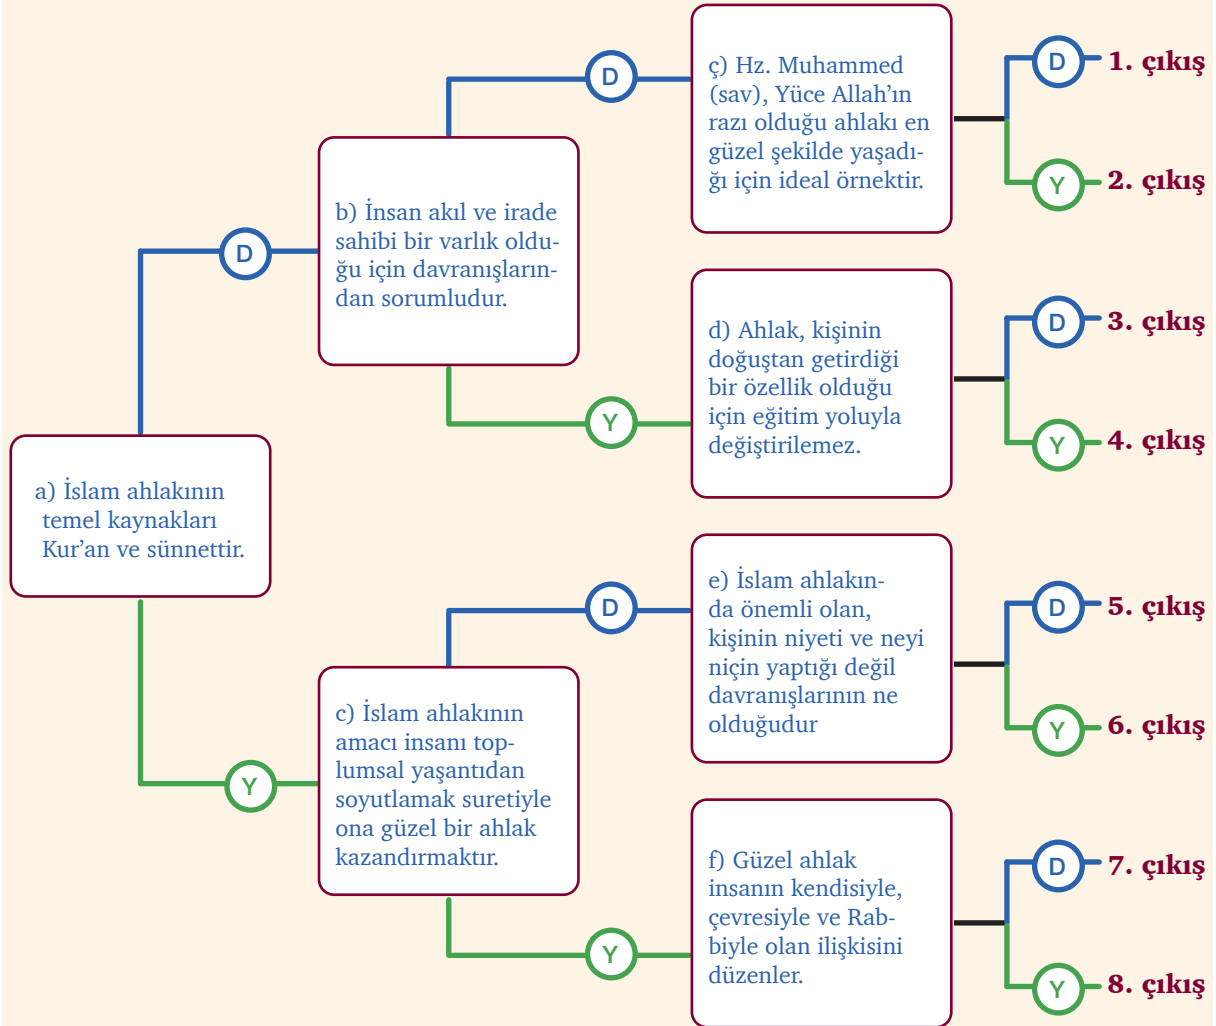 a) İslam ahlakının
temel kaynakları
Kur’an ve sünnettir.
D
Y
b) İnsan akıl ve irade
sahibi bir varlık oldu-
ğu için davranışların-
dan sorumludur.
D
Y
c) İslam ahlakının
amacı insanı top-
lumsal yaşantıdan
soyutlamak suretiyle
ona güzel bir ahlak
kazandırmaktır.
D
Y
ç) Hz. Muhammed
(sav), Yüce Allah’ın
razı olduğu ahlakı en
güzel şekilde yaşadı-
ğı için ideal örnektir.
D 1. çıkış
Y 2. çıkış
d) Ahlak, kişinin
doğuştan getirdiği
bir özellik olduğu
için eğitim yoluyla
değiştirilemez.
D 3. çıkış
Y 4. çıkış
e) İslam ahlakın-
da önemli olan,
kişinin niyeti ve neyi
niçin yaptığı değil
davranışlarının ne
olduğudur
D 5. çıkış
Y 6. çıkış
f) Güzel ahlak
insanın kendisiyle,
çevresiyle ve Rab-
biyle olan ilişkisini
düzenler.
D 7. çıkış
Y 8. çıkış